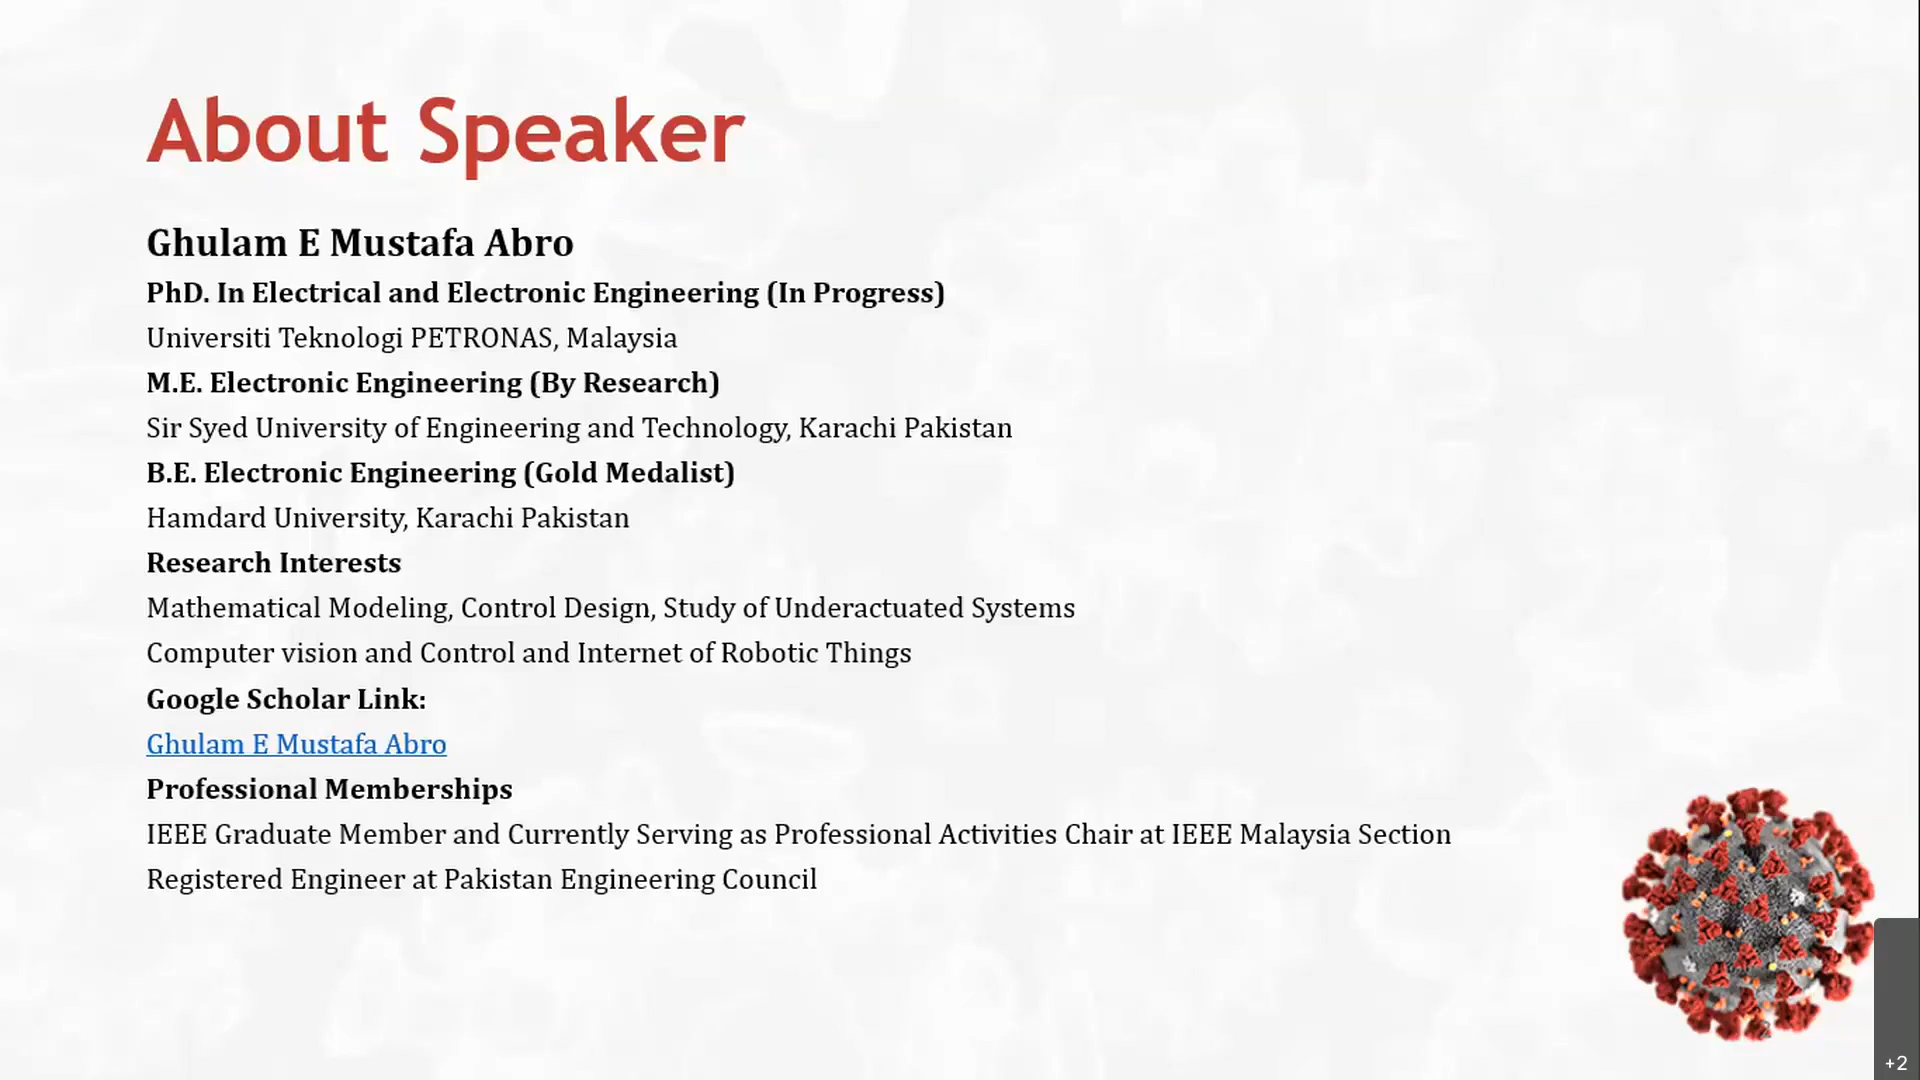 About Speaker
Ghulam E Mustafa Abro
PhD. In Electrical and Electronic Engineering (In Progress)
Universiti Teknologi PETRONAS, Malaysia
M.E. Electronic Engineering (By Research)
Sir Syed University of Engineering and Technology, Karachi Pakistan
B.E. Electronic Engineering (Gold Medalist)
Hamdard University, Karachi Pakistan
Research Interests
Mathematical Modeling, Control Design, Study of Underactuated Systems
Computer vision and Control and Internet of Robotic Things
Google Scholar Link:
Ghulam E Mustafa Abro
Professional Memberships
IEEE Graduate Member and Currently Serving as Professional Activities Chair at IEEE Malaysia Section
Registered Engineer at Pakistan Engineering Council
2
+2